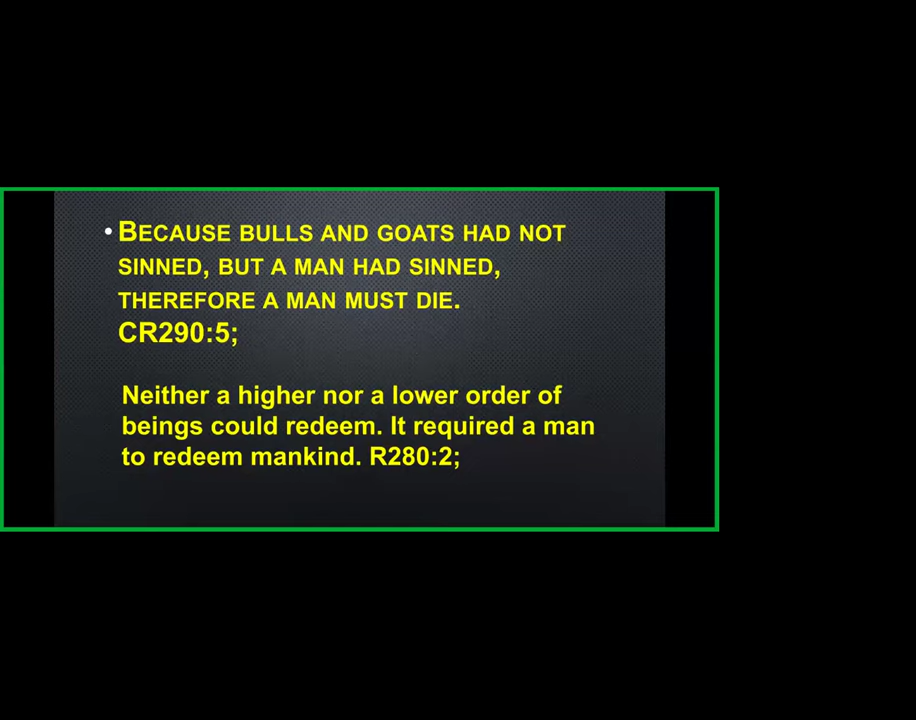 • BECAUSE BULLS AND GOATS HAD NOT
SINNED, BUT A MAN HAD SINNED,
THEREFORE A MAN MUST DIE.
CR290:5;
Neither a higher nor a lower order of
beings could redeem. It required a man
to redeem mankind. R280:2;